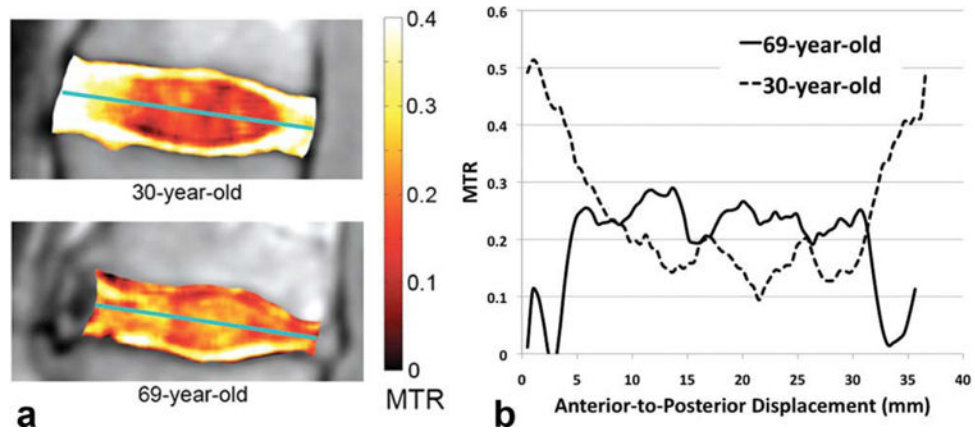 30-year-old
69-year-old
a
0.4
0.3
0.2
0.1
0
MTR
0.6
0.5
0.4
0.3
0.2
0.1
0
MTR
69-year-old
30-year-old
0 5 10 15 20 25 30 35 40
Anterior-to-Posterior Displacement (mm)
b